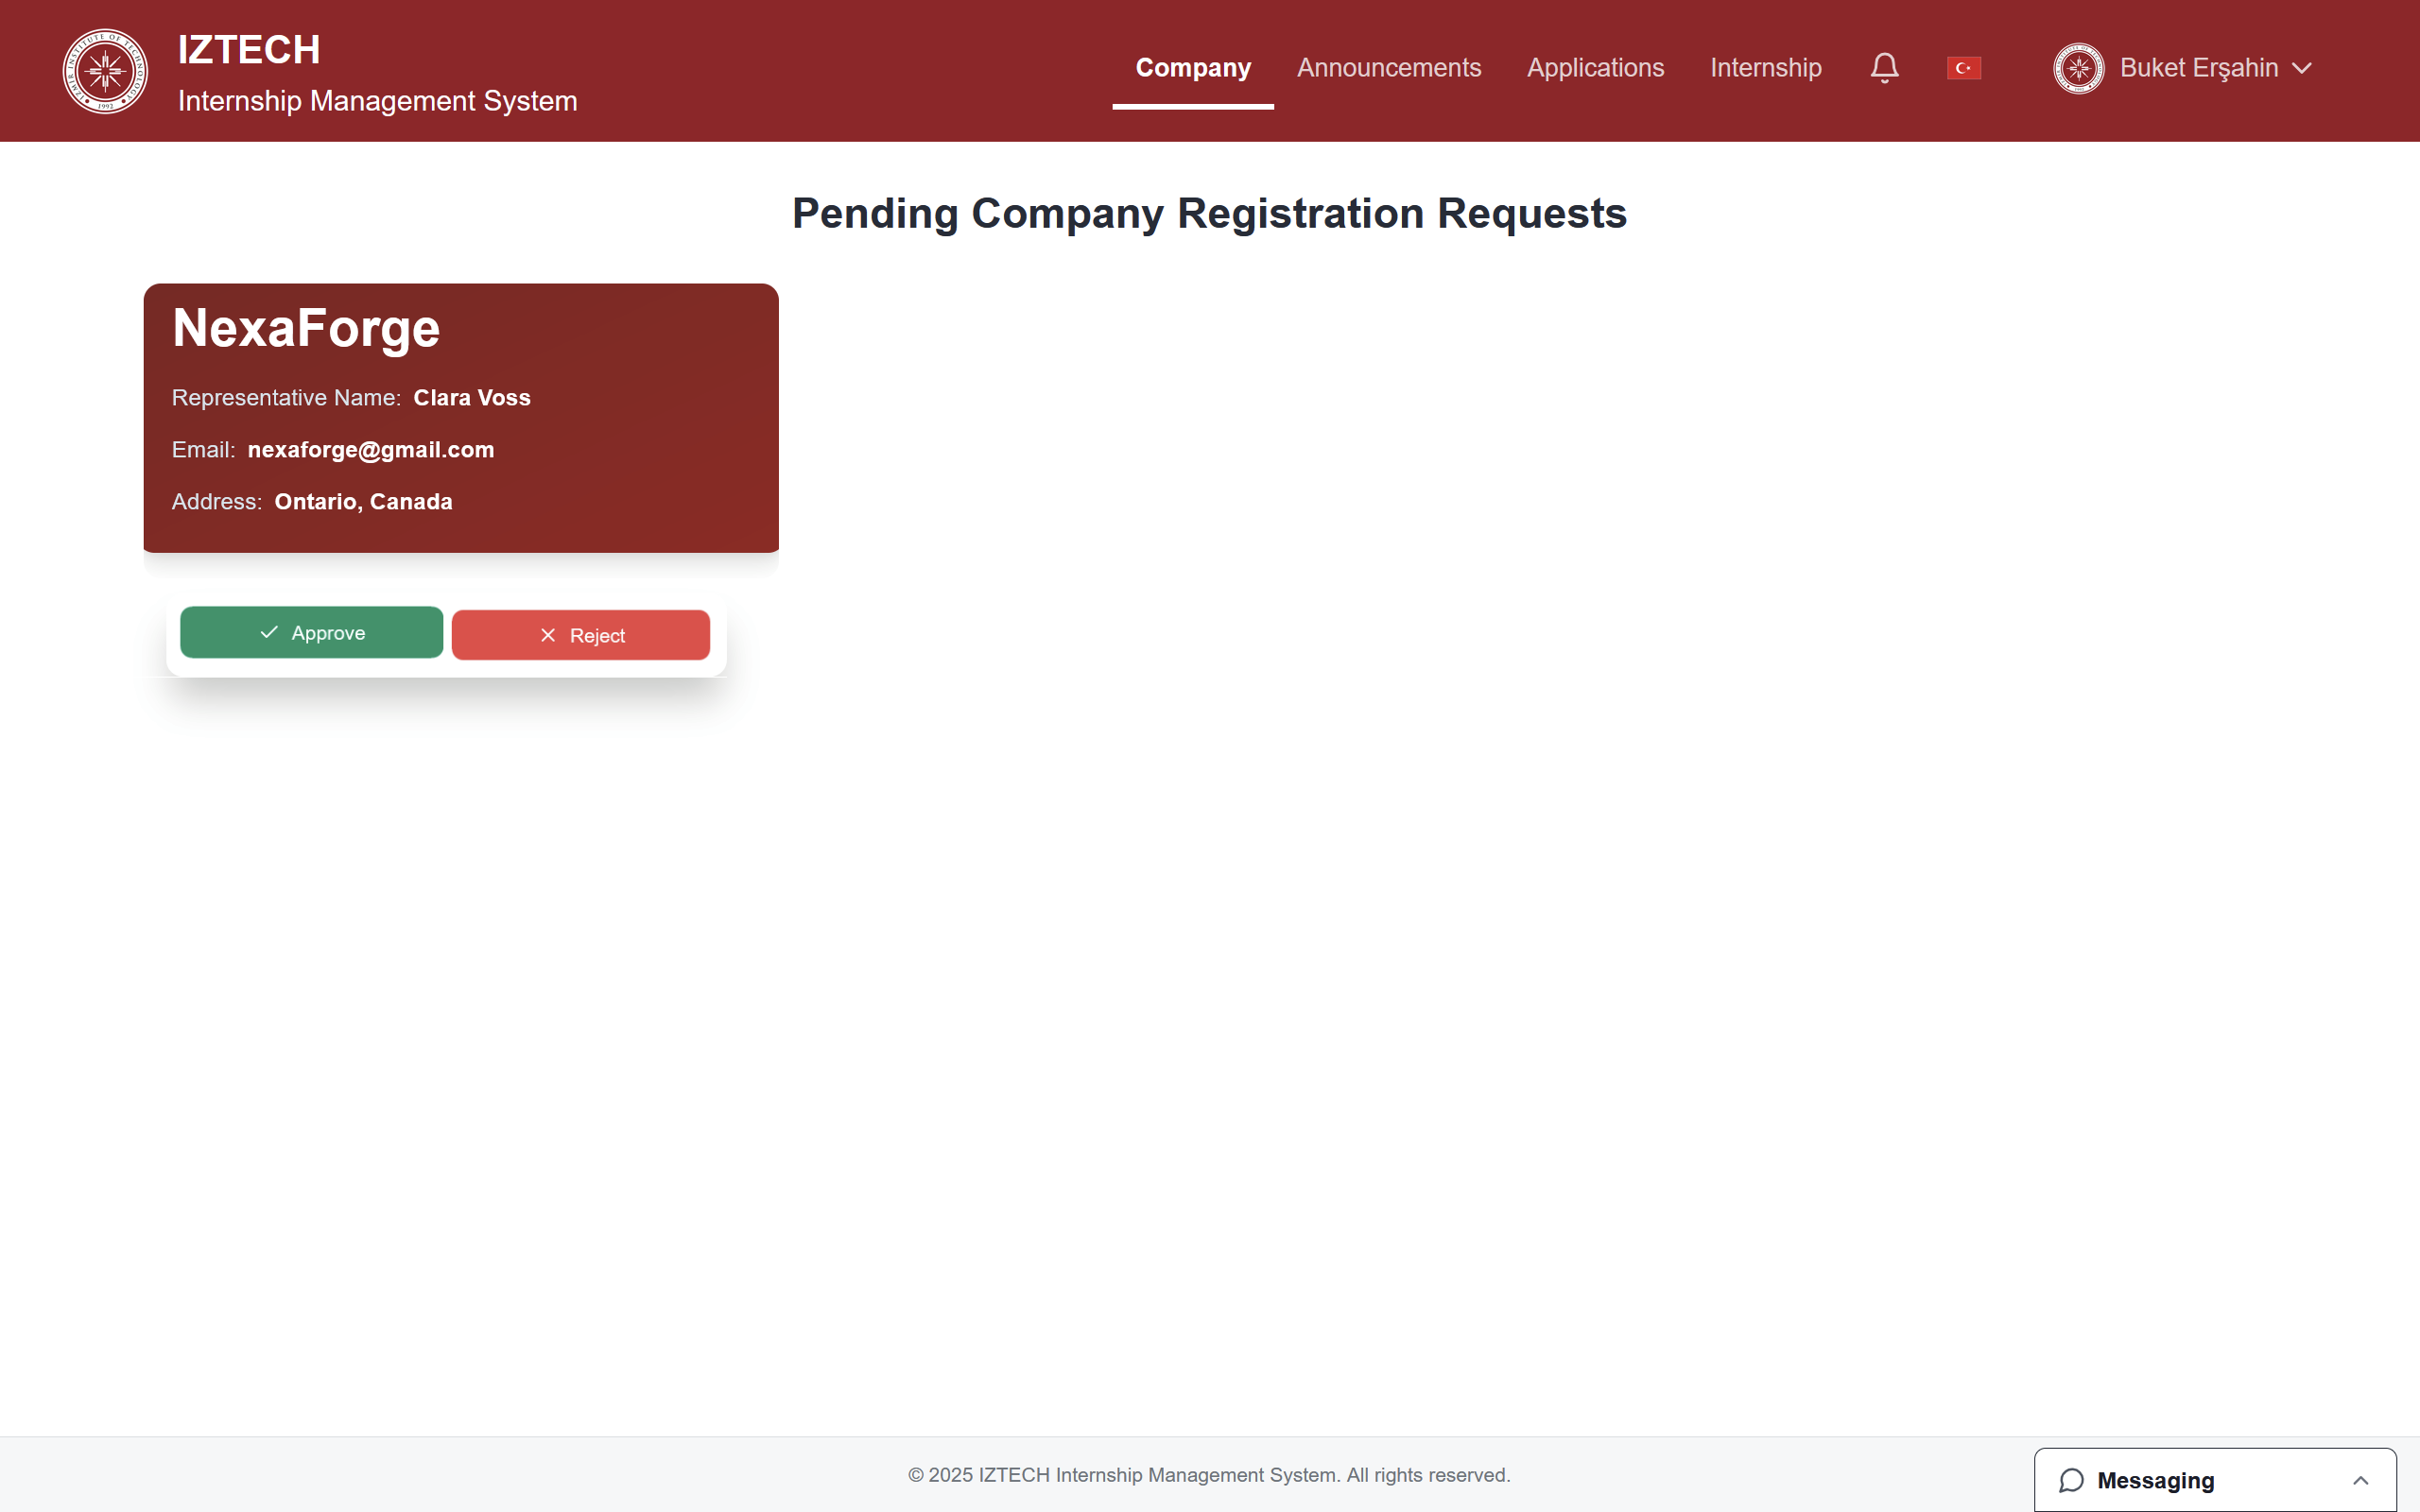 IZTECH
Internship Management System
Company Announcements Applications Internship Buket Erşahin
Pending Company Registration Requests
NexaForge
Representative Name: Clara Voss
Email: nexaforge@gmail.com
Address: Ontario, Canada
Approve Reject
© 2025 IZTECH Internship Management System. All rights reserved.
Messaging